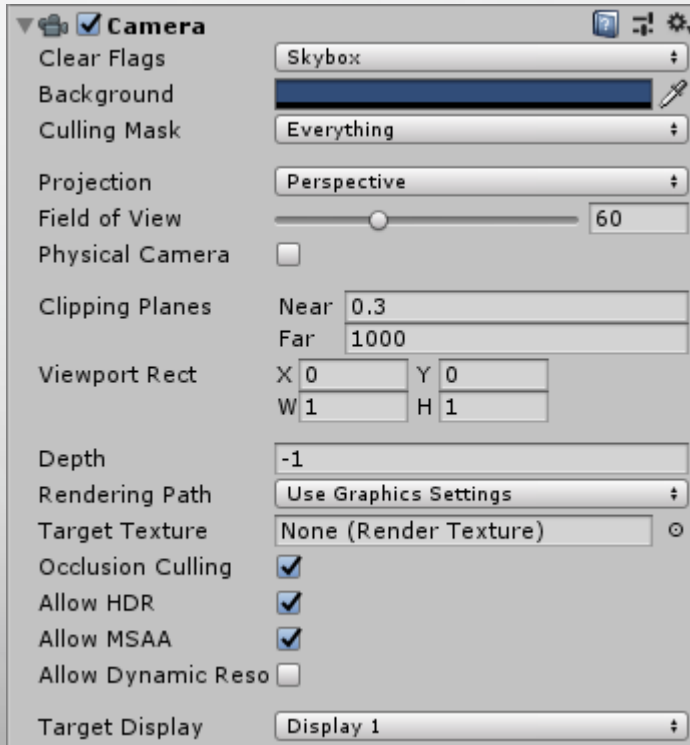 Camera
Clear Flags Skybox
Background
Culling Mask Everything
Projection Perspective
Field of View 60
Physical Camera
Clipping Planes Near 0.3
Far 1000
Viewport Rect X 0 Y 0
W 1 H 1
Depth -1
Rendering Path Use Graphics Settings
Target Texture None (Render Texture)
Occlusion Culling
Allow HDR
Allow MSAA
Allow Dynamic Reso
Target Display Display 1